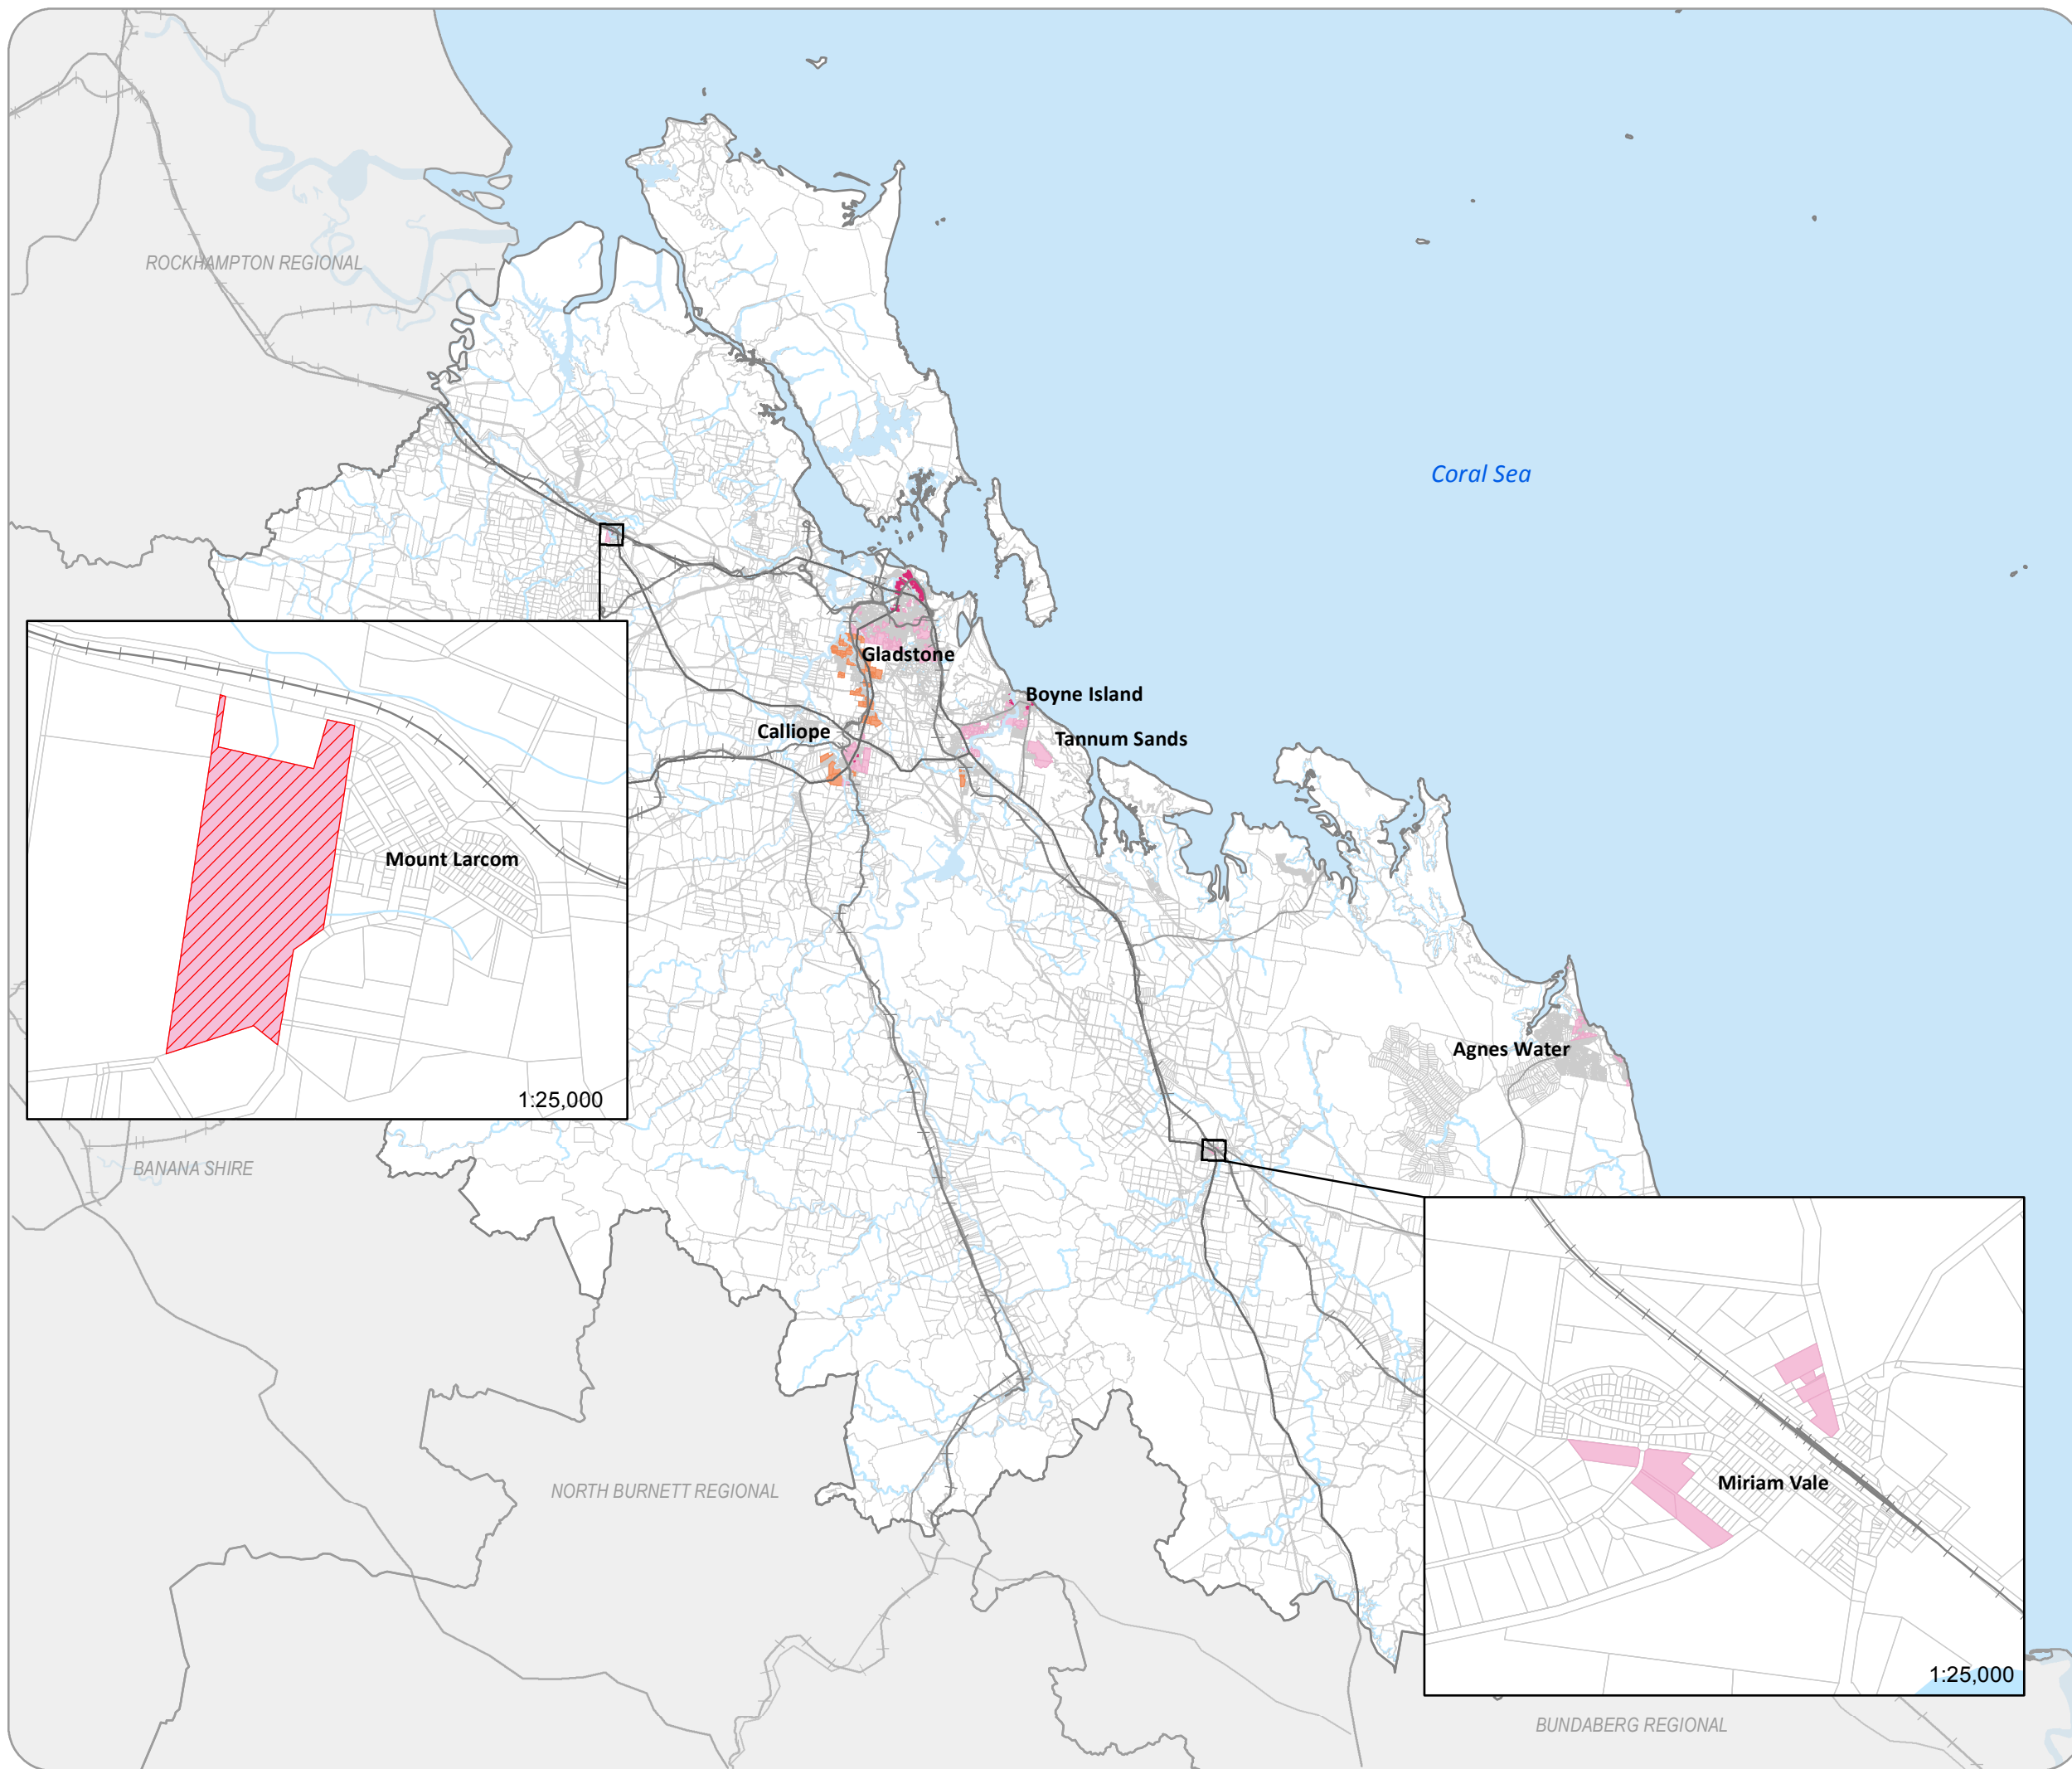 ROCKHAMPTON REGIONAL
Coral Sea
Gladstone
Boyne Island
Calliope
Tannum Sands
Mount Larcom
1:25,000
Agnes Water
BANANA SHIRE
Miriam Vale
NORTH BURNETT REGIONAL
1:25,000
BUNDABERG REGIONAL